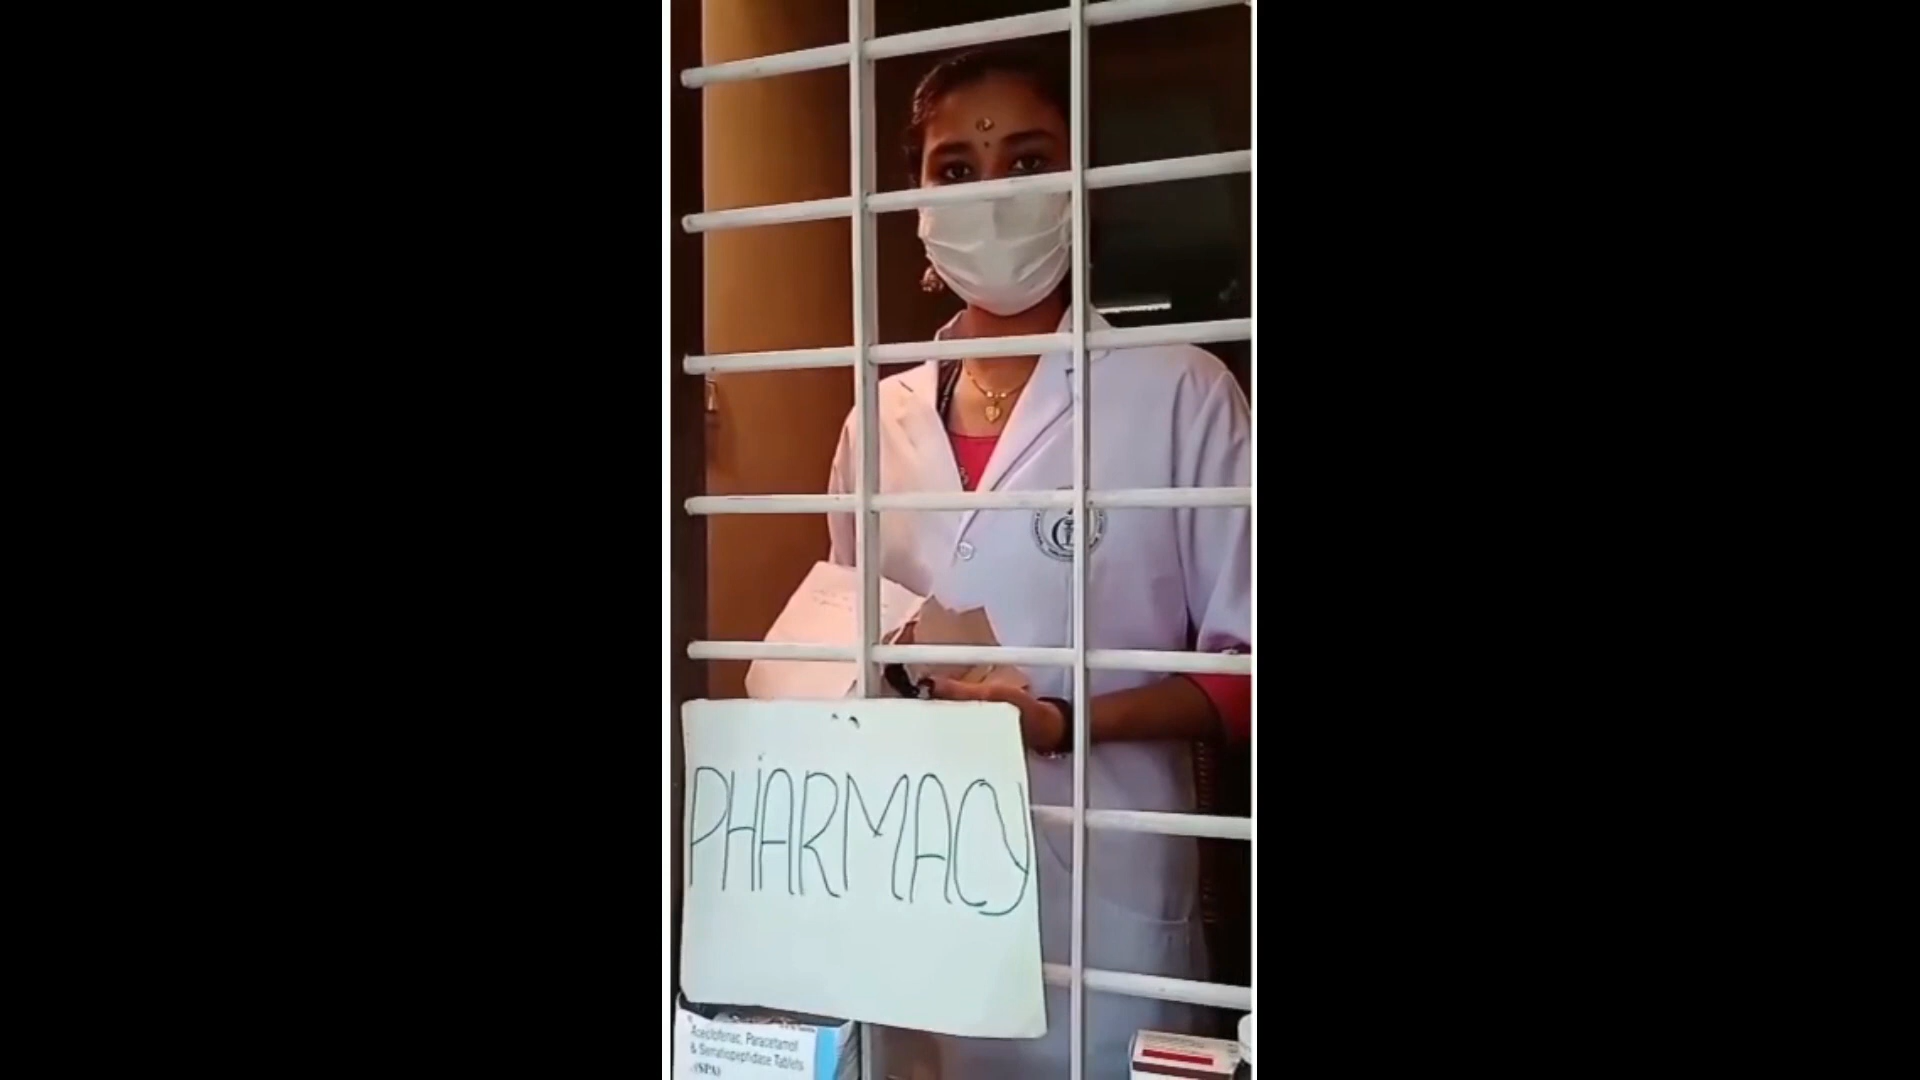 PHARMACY
Aceclofenac, Paracetamol
& Serratiopeptidase Tablets
(SPA)